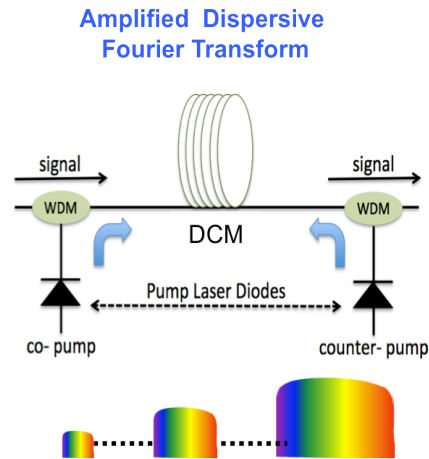 Amplified Dispersive
Fourier Transform
signal
signal
WDM
WDM
DCM
Pump Laser Diodes
co- pump
counter- pump